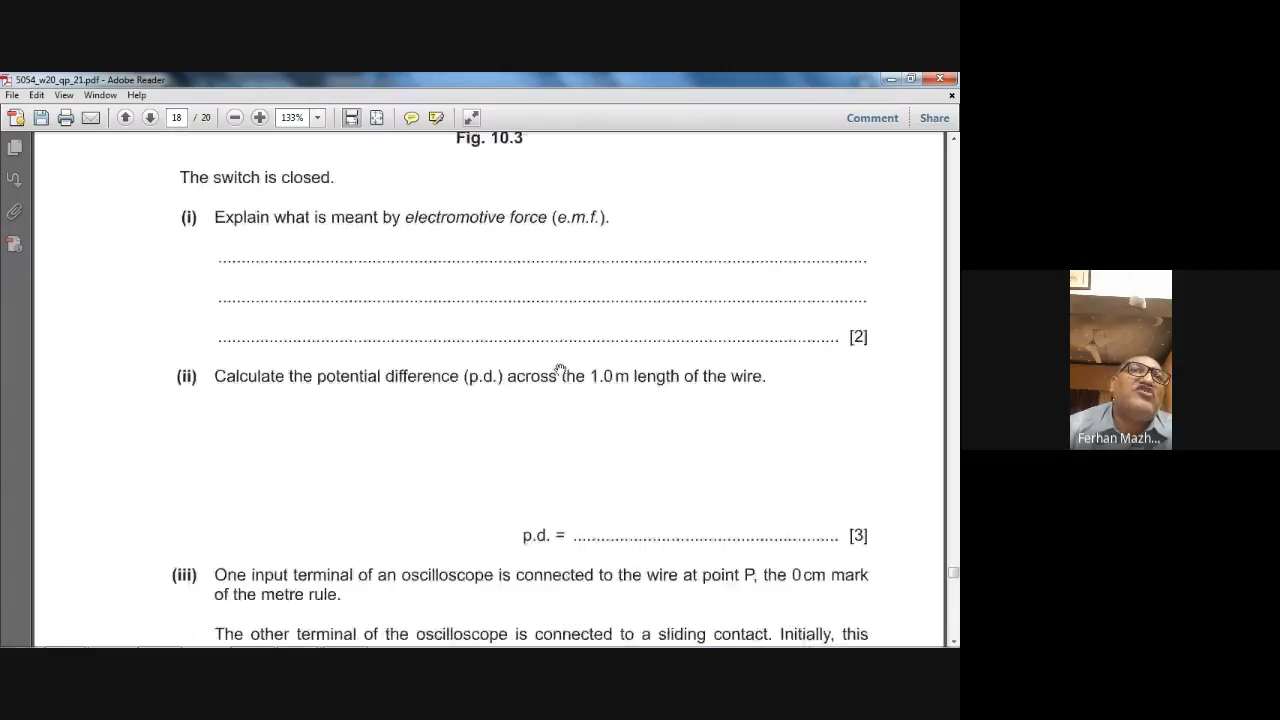 5054_w20_qp_21.pdf - Adobe Reader
File Edit View Window Help
18 / 20 133% Comment Share
Fig. 10.3
The switch is closed.
(i) Explain what is meant by electromotive force (e.m.f.).
..........................................................................................
..........................................................................................
.......................................................................................... [2]
(ii) Calculate the potential difference (p.d.) across the 1.0 m length of the wire.
p.d. = .......................................................... [3]
(iii) One input terminal of an oscilloscope is connected to the wire at point P, the 0 cm mark
of the metre rule.
The other terminal of the oscilloscope is connected to a sliding contact. Initially, this
Ferhan Mazh...